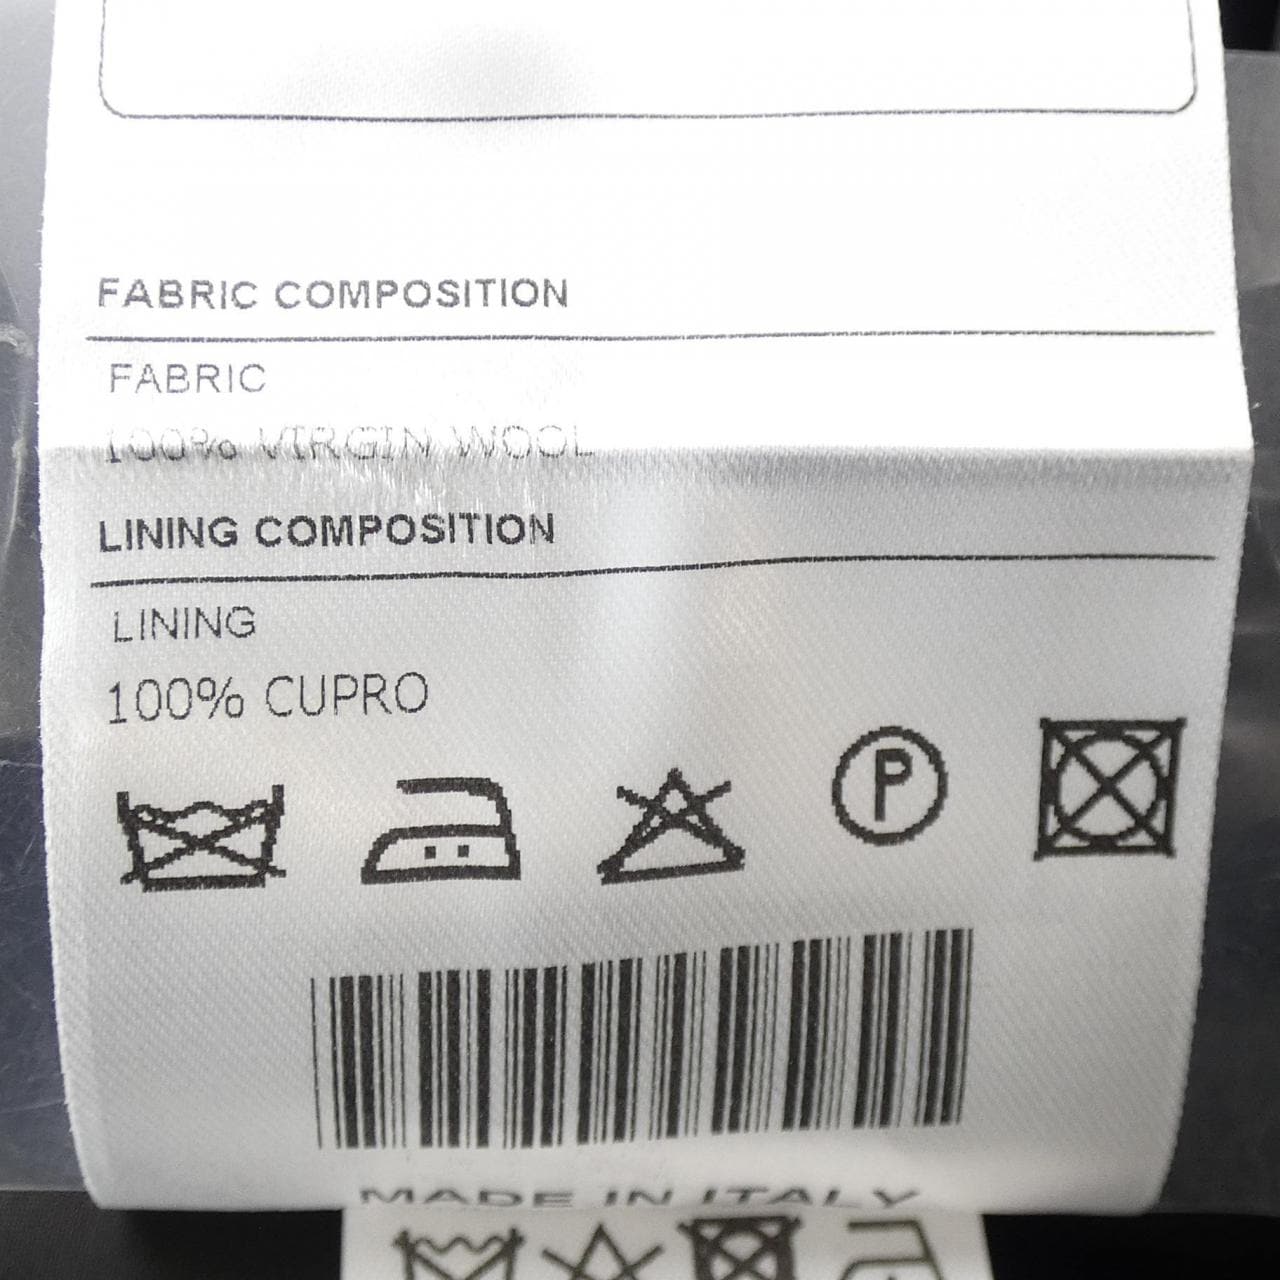 FABRIC COMPOSITION
FABRIC
100% VIRGIN WOOL
LINING COMPOSITION
LINING
100% CUPRO
P
MADE IN ITALY